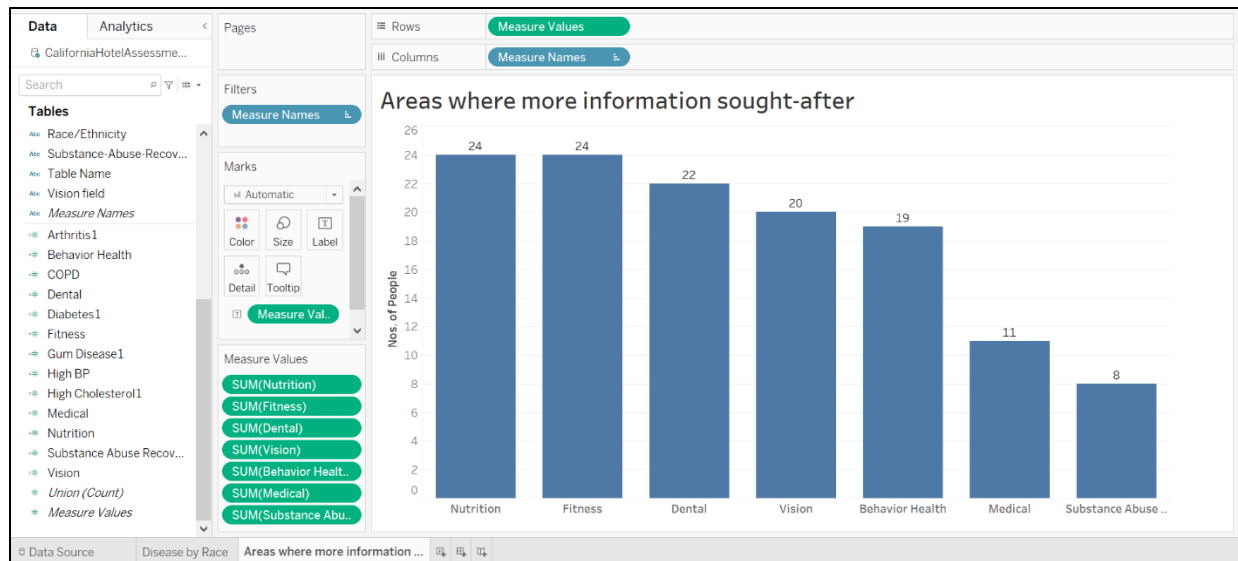 Data
Analytics
CaliforniaHotelAssessme...
Search
Tables
Abc Race/Ethnicity
Abc Substance-Abuse-Recov...
Abc Table Name
Abc Vision field
Abc Measure Names
Arthritis1
Behavior Health
COPD
Dental
Diabetes1
Fitness
Gum Disease1
High BP
High Cholesterol1
Medical
Nutrition
Substance Abuse Recov...
Vision
Union (Count)
Measure Values
Pages
Filters
Measure Names
Marks
Automatic
Color
Size
T
Label
Detail
Tooltip
T Measure Val..
Measure Values
SUM(Nutrition)
SUM(Fitness)
SUM(Dental)
SUM(Vision)
SUM(Behavior Healt..
SUM(Medical)
SUM(Substance Abu..
Rows
Measure Values
Columns
Measure Names
Areas where more information sought-after
Nos. of People
26
24
22
20
18
16
14
12
10
8
6
4
2
0
24
24
22
20
19
11
8
Nutrition
Fitness
Dental
Vision
Behavior Health
Medical
Substance Abuse ..
Data Source
Disease by Race
Areas where more information ...